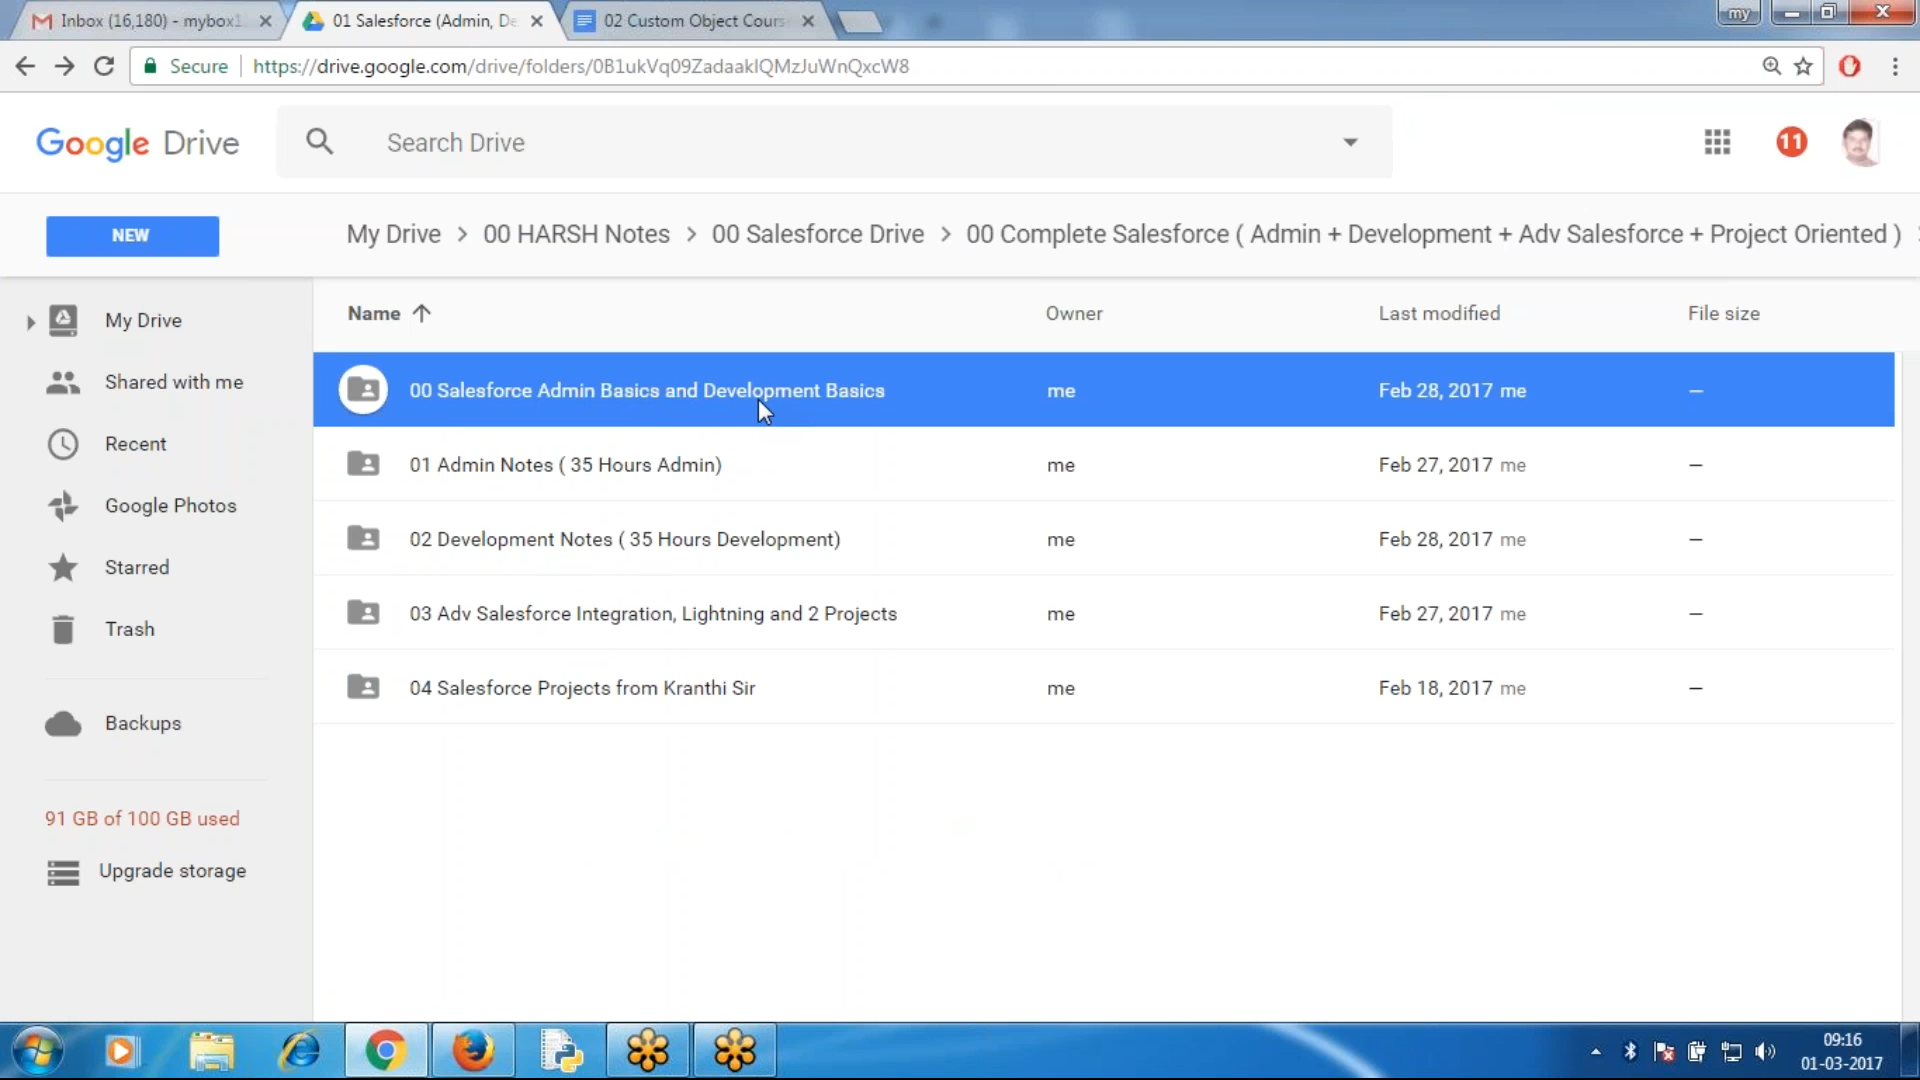 Inbox (16,180) - mybox1
01 Salesforce (Admin, De
02 Custom Object Cours
my
Secure
https://drive.google.com/drive/folders/0B1ukVq09ZadaaklQMzJuWnQxcW8
Google Drive
Search Drive
11
NEW
My Drive > 00 HARSH Notes > 00 Salesforce Drive > 00 Complete Salesforce ( Admin + Development + Adv Salesforce + Project Oriented )
My Drive
Shared with me
Recent
Google Photos
Starred
Trash
Backups
91 GB of 100 GB used
Upgrade storage
Name Owner Last modified File size
00 Salesforce Admin Basics and Development Basics me Feb 28, 2017 me –
01 Admin Notes ( 35 Hours Admin) me Feb 27, 2017 me –
02 Development Notes ( 35 Hours Development) me Feb 28, 2017 me –
03 Adv Salesforce Integration, Lightning and 2 Projects me Feb 27, 2017 me –
04 Salesforce Projects from Kranthi Sir me Feb 18, 2017 me –
09:16
01-03-2017